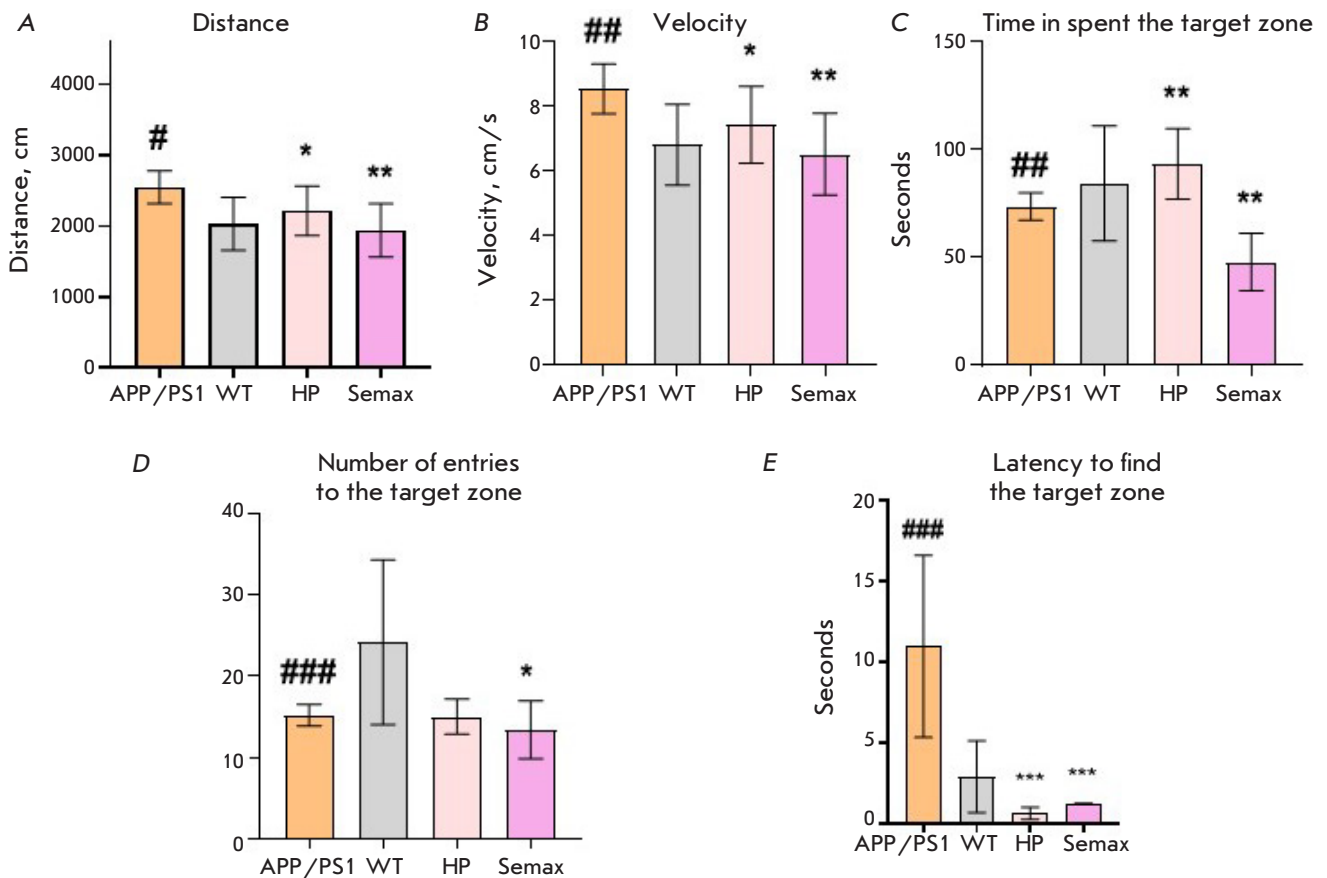 A
Distance
Distance, cm
4000
3000
2000
1000
0
#
*
**
APP/PS1 WT HP Semax
B
Velocity
Velocity, cm/s
10
8
6
4
2
0
##
*
**
APP/PS1 WT HP Semax
C
Time in spent the target zone
Seconds
150
100
50
0
##
**
**
APP/PS1 WT HP Semax
D
Number of entries
to the target zone
40
30
20
10
0
###
*
APP/PS1 WT HP Semax
E
Latency to find
the target zone
Seconds
20
15
10
5
0
###
***
***
APP/PS1 WT HP Semax